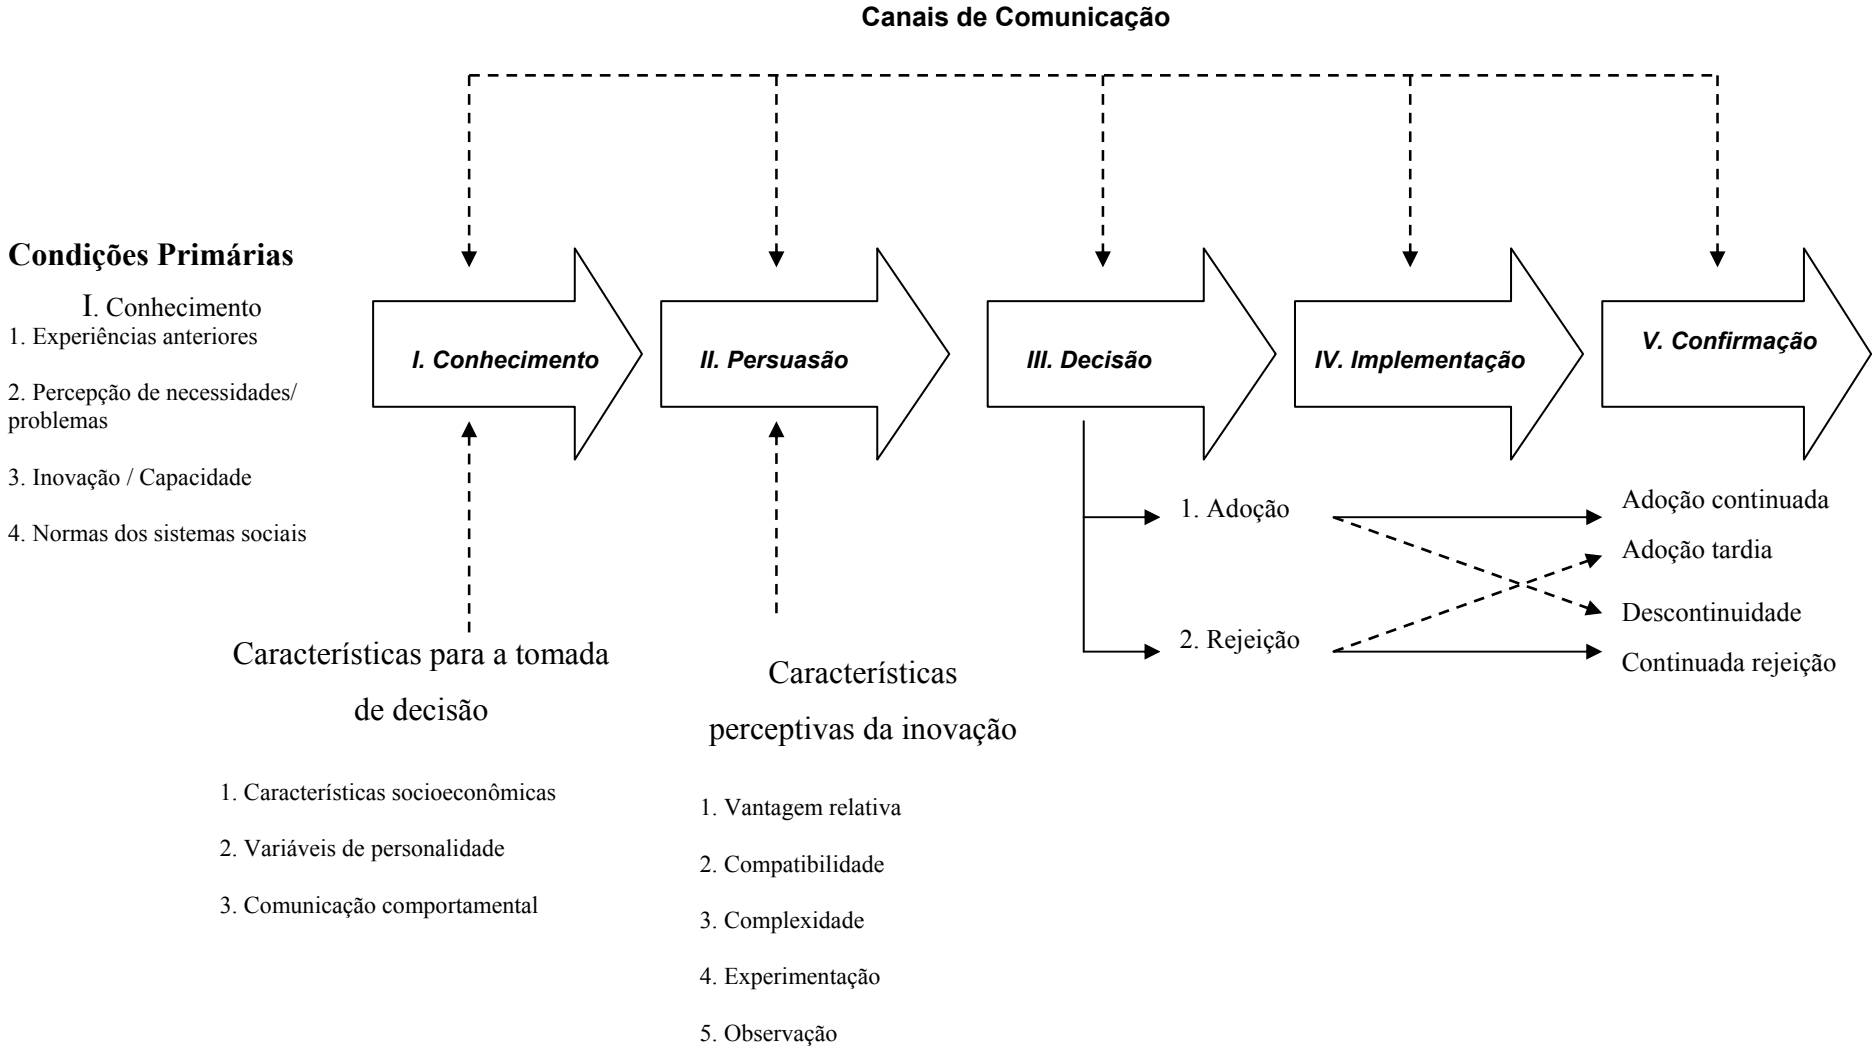 Canais de Comunicação
Condições Primárias
I. Conhecimento
1. Experiências anteriores
2. Percepção de necessidades/
problemas
3. Inovação / Capacidade
4. Normas dos sistemas sociais
I. Conhecimento
II. Persuasão
III. Decisão
IV. Implementação
V. Confirmação
1. Adoção
2. Rejeição
Adoção continuada
Adoção tardia
Descontinuidade
Continuada rejeição
Características para a tomada
de decisão
1. Características socioeconômicas
2. Variáveis de personalidade
3. Comunicação comportamental
Características
perceptivas da inovação
1. Vantagem relativa
2. Compatibilidade
3. Complexidade
4. Experimentação
5. Observação